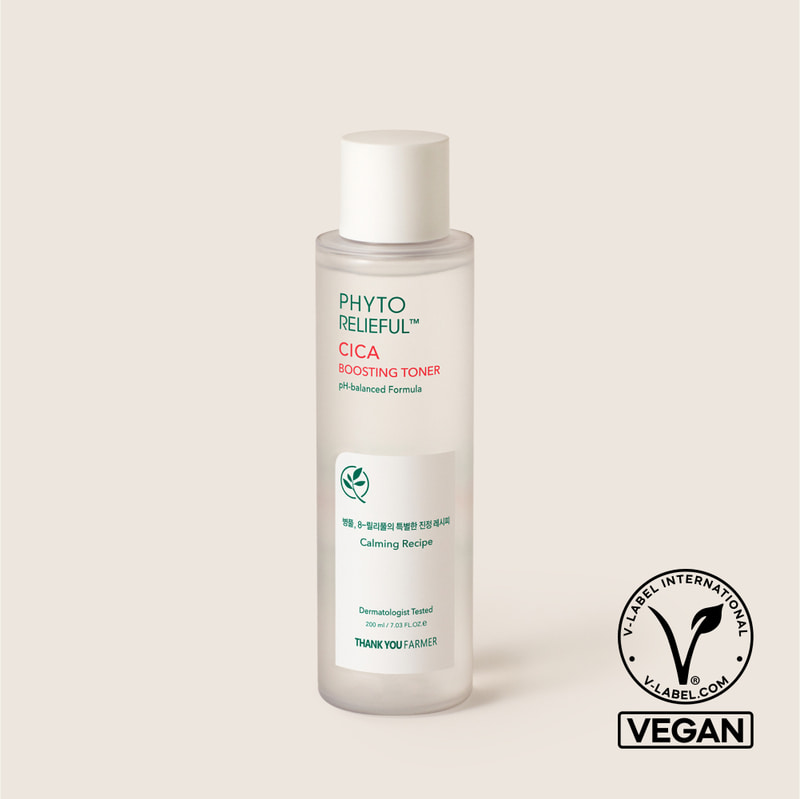 PHYTO
RELIEFUL™
CICA
BOOSTING TONER
pH-balanced Formula
병풀, 8-필리풀의 특별한 진정 레시피
Calming Recipe
Dermatologist Tested
200 ml / 7.03 FL.OZ.℮
THANK YOU FARMER
V-LABEL INTERNATIONAL
V-LABEL.COM
®
VEGAN